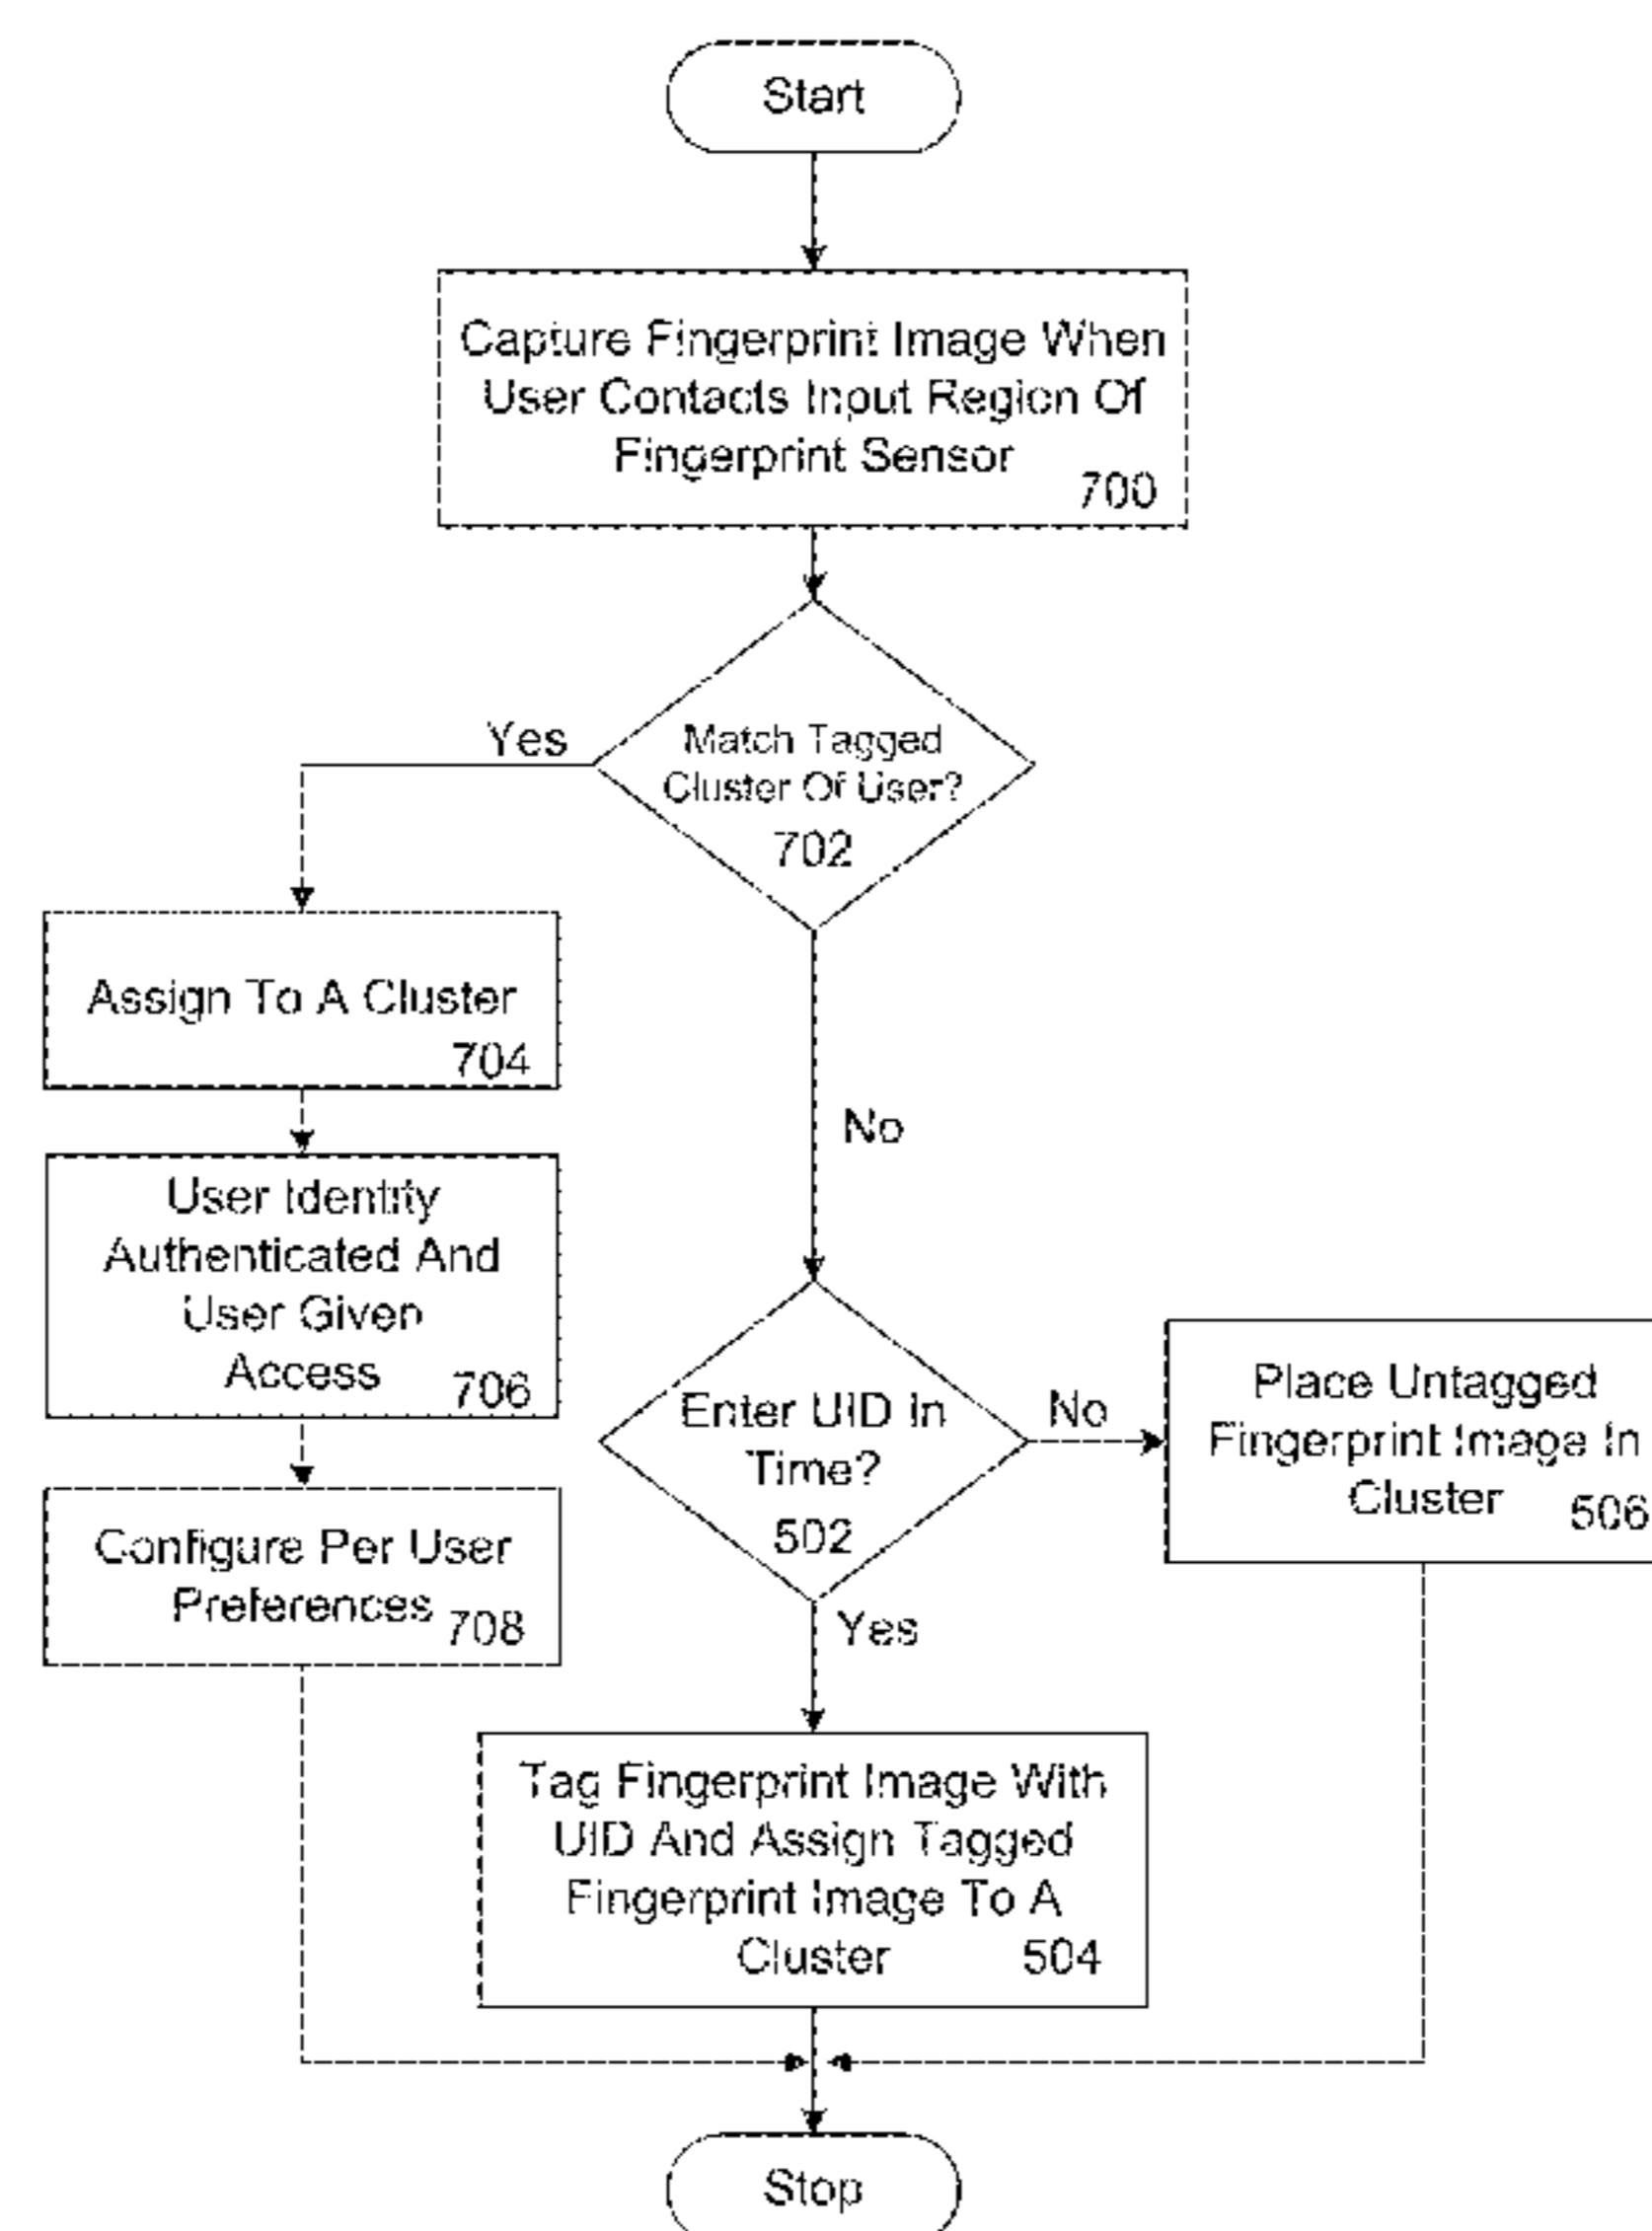 Start
Capture Fingerprint Image When
User Contacts Input Region Of
Fingerprint Sensor
700
Yes
Match Tagged
Cluster Of User?
702
Assign To A Cluster
704
No
User Identity
Authenticated And
User Given
Access
706
Enter UID In
Time?
502
No
Place Untagged
Fingerprint Image In
Cluster
506
Configure Per User
Preferences
708
Yes
Tag Fingerprint Image With
UID And Assign Tagged
Fingerprint Image To A
Cluster
504
Stop